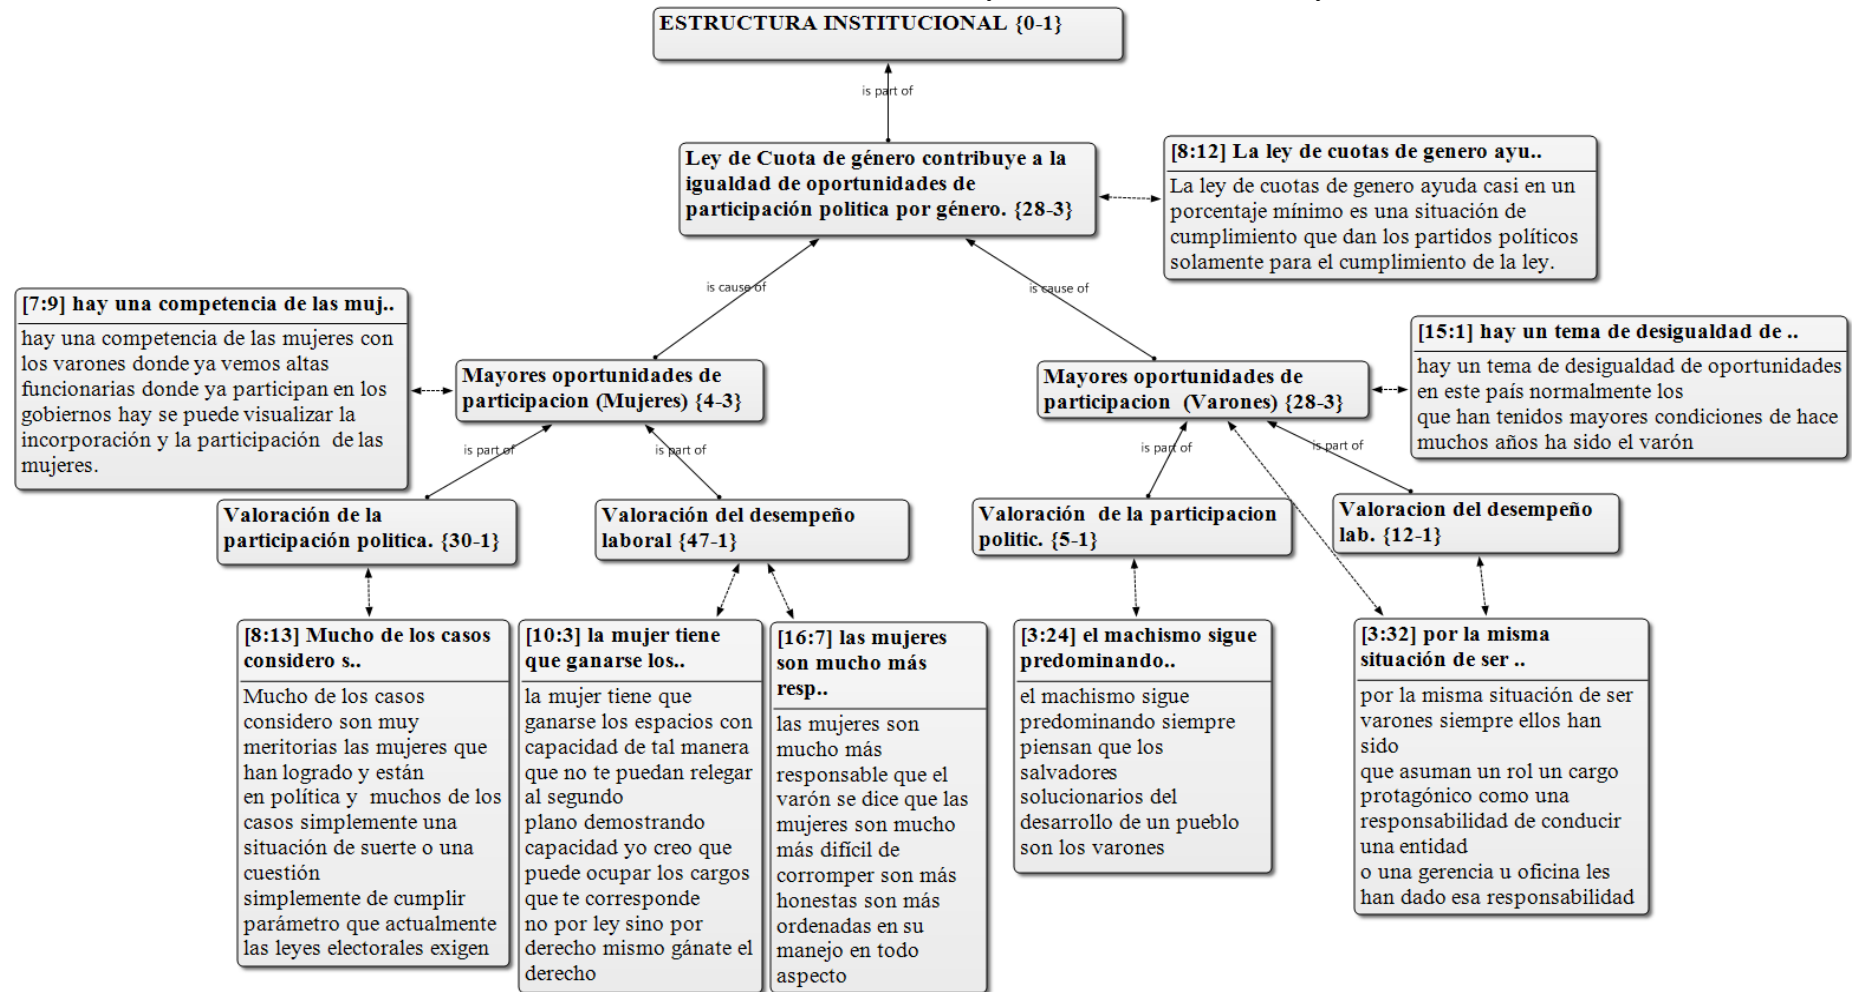 ESTRUCTURA INSTITUCIONAL {0-1}
is part of
Ley de Cuota de género contribuye a la
igualdad de oportunidades de
participación politica por género. {28-3}
[8:12] La ley de cuotas de genero ayu..
La ley de cuotas de genero ayuda casi en un
porcentaje mínimo es una situación de
cumplimiento que dan los partidos políticos
solamente para el cumplimiento de la ley.
is cause of
is cause of
[7:9] hay una competencia de las muj..
hay una competencia de las mujeres con
los varones donde ya vemos altas
funcionarias donde ya participan en los
gobiernos hay se puede visualizar la
incorporación y la participación  de las
mujeres.
Mayores oportunidades de
participacion (Mujeres) {4-3}
Mayores oportunidades de
participacion  (Varones) {28-3}
[15:1] hay un tema de desigualdad de ..
hay un tema de desigualdad de oportunidades
en este país normalmente los
que han tenidos mayores condiciones de hace
muchos años ha sido el varón
is part of
is part of
is part of
is part of
Valoración de la
participación politica. {30-1}
Valoración del desempeño
laboral {47-1}
Valoración  de la participacion
politic. {5-1}
Valoracion del desempeño
lab. {12-1}
[8:13] Mucho de los casos
considero s..
Mucho de los casos
considero son muy
meritorias las mujeres que
han logrado y están
en política y  muchos de los
casos simplemente una
situación de suerte o una
cuestión
simplemente de cumplir
parámetro que actualmente
las leyes electorales exigen
[10:3] la mujer tiene
que ganarse los..
la mujer tiene que
ganarse los espacios con
capacidad de tal manera
que no te puedan relegar
al segundo
plano demostrando
capacidad yo creo que
puede ocupar los cargos
que te corresponde
no por ley sino por
derecho mismo gánate el
derecho
[16:7] las mujeres
son mucho más
resp..
las mujeres son
mucho más
responsable que el
varón se dice que las
mujeres son mucho
más difícil de
corromper son más
honestas son más
ordenadas en su
manejo en todo
aspecto
[3:24] el machismo sigue
predominando..
el machismo sigue
predominando siempre
piensan que los
salvadores
solucionarios del
desarrollo de un pueblo
son los varones
[3:32] por la misma
situación de ser ..
por la misma situación de ser
varones siempre ellos han
sido
que asuman un rol un cargo
protagónico como una
responsabilidad de conducir
una entidad
o una gerencia u oficina les
han dado esa responsabilidad